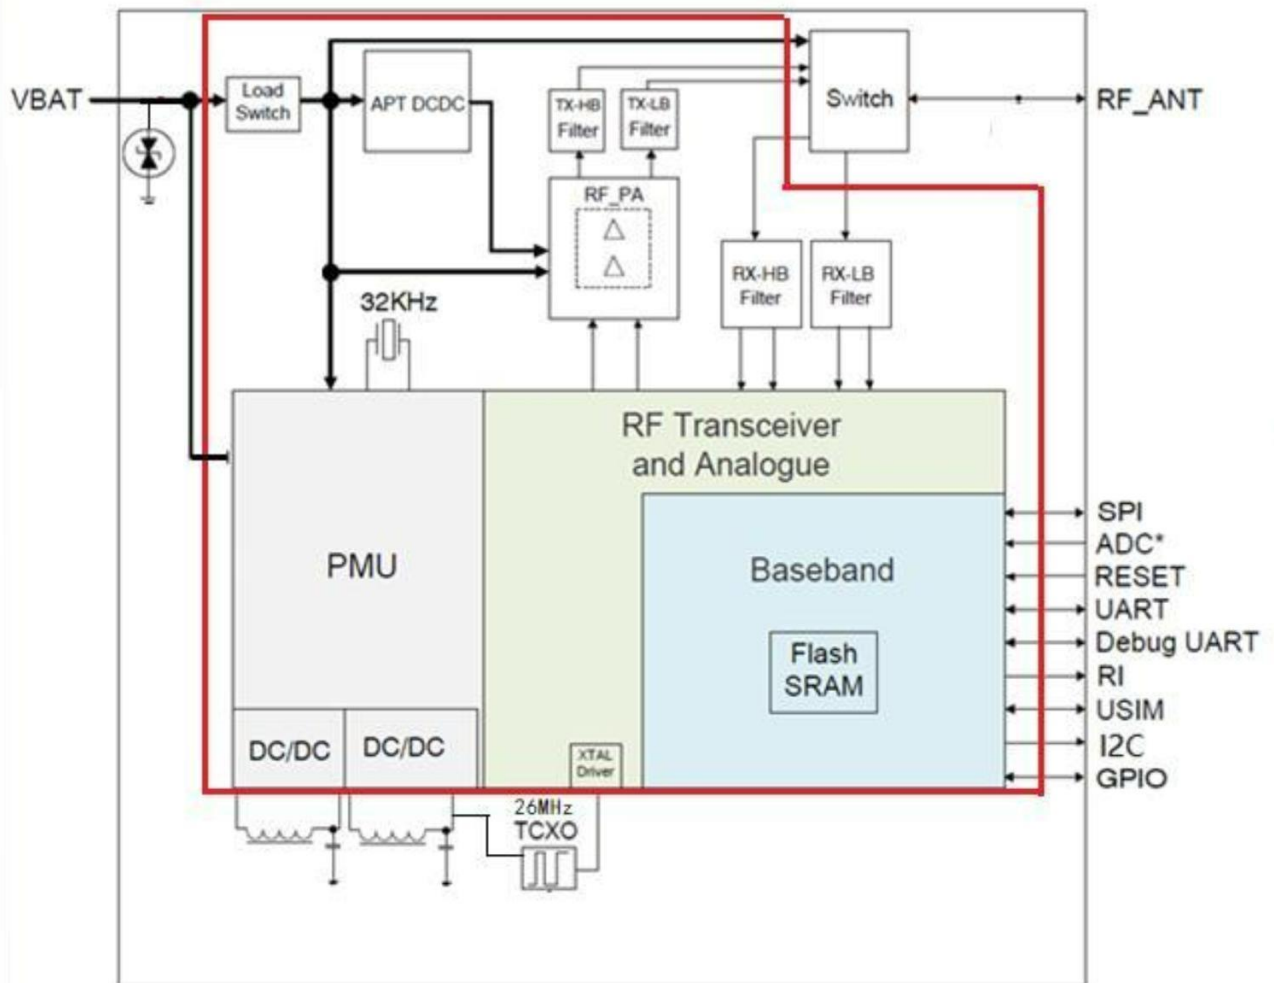 VBAT
Load
Switch
APT DCDC
TX-HB
Filter
TX-LB
Filter
Switch
RF_ANT
RF_PA
RX-HB
Filter
RX-LB
Filter
32KHz
RF Transceiver
and Analogue
PMU
Baseband
Flash
SRAM
DC/DC
DC/DC
XTAL
Driver
26MHz
TCXO
SPI
ADC*
RESET
UART
Debug UART
RI
USIM
I2C
GPIO